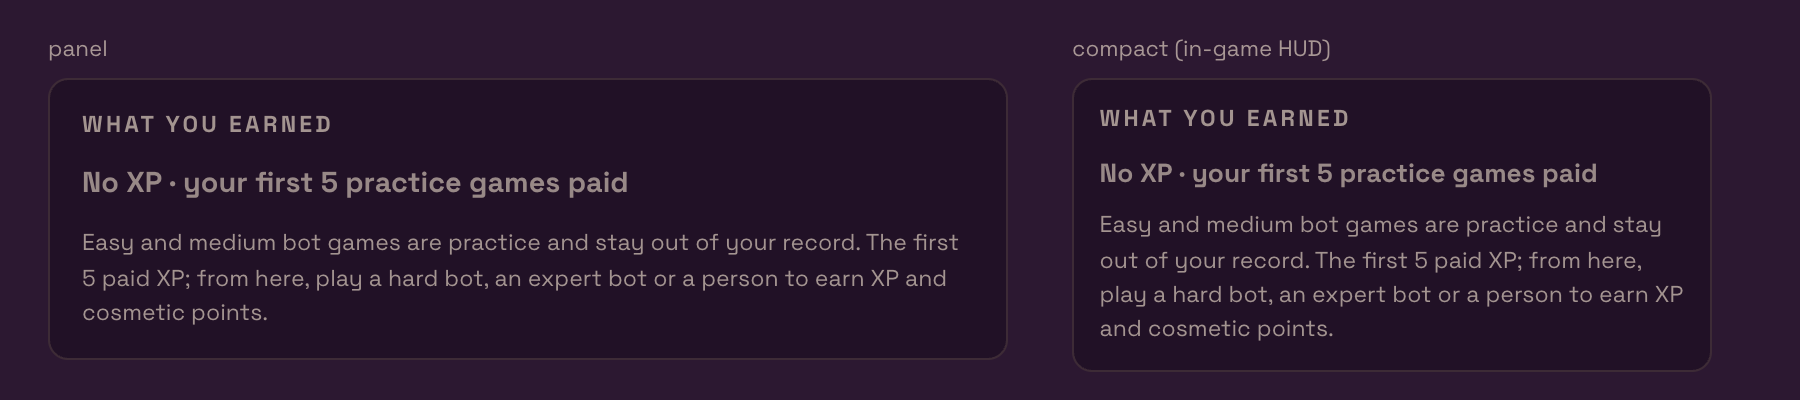 panel
WHAT YOU EARNED
No XP · your first 5 practice games paid
Easy and medium bot games are practice and stay out of your record. The first
5 paid XP; from here, play a hard bot, an expert bot or a person to earn XP and
cosmetic points.
compact (in-game HUD)
WHAT YOU EARNED
No XP · your first 5 practice games paid
Easy and medium bot games are practice and stay
out of your record. The first 5 paid XP; from here,
play a hard bot, an expert bot or a person to earn XP
and cosmetic points.